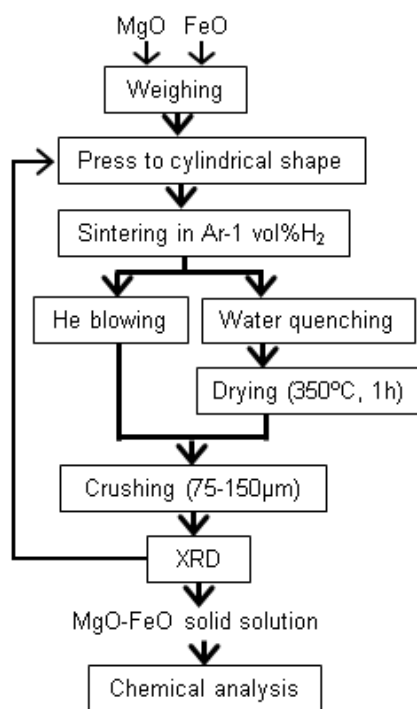 MgO FeO
Weighing
Press to cylindrical shape
Sintering in Ar-1 vol%H₂
He blowing
Water quenching
Drying (350ºC, 1h)
Crushing (75-150µm)
XRD
MgO-FeO solid solution
Chemical analysis